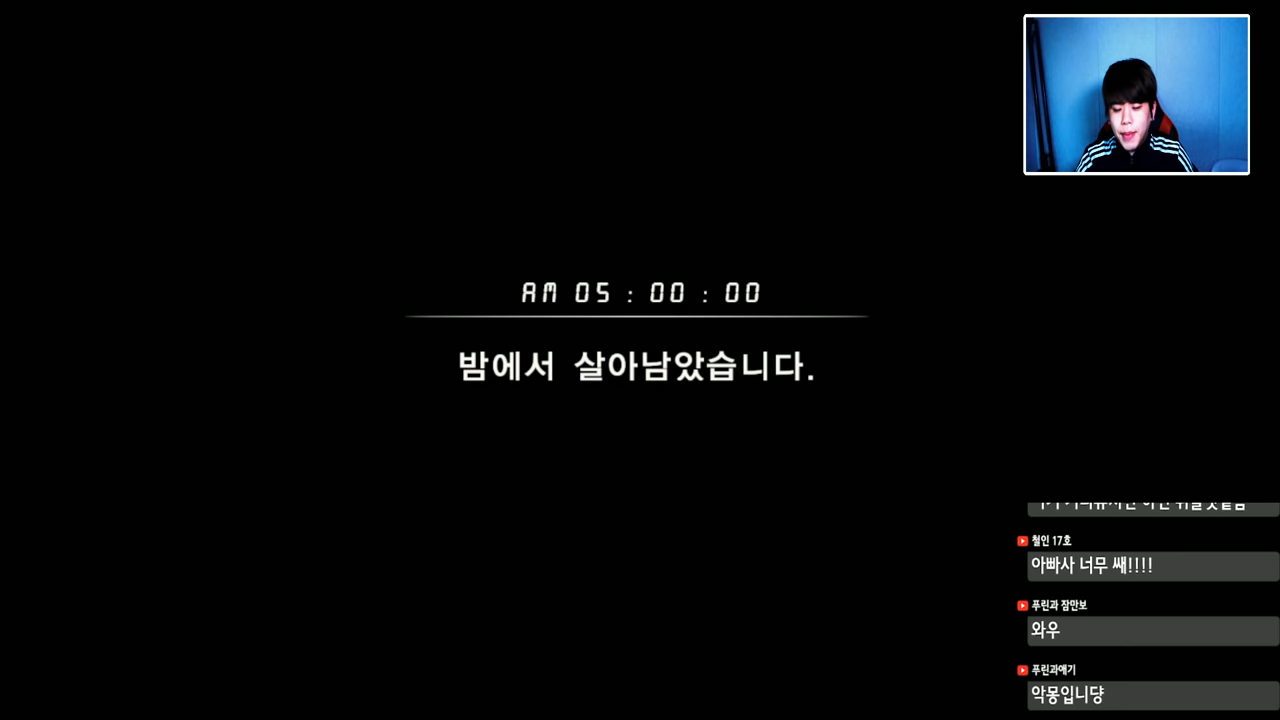 AM 05 : 00 : 00
밤에서 살아남았습니다.
철인 17호
아빠사 너무 쌔!!!!
푸린과 잠만보
와우
푸린과애기
악몽입니댱